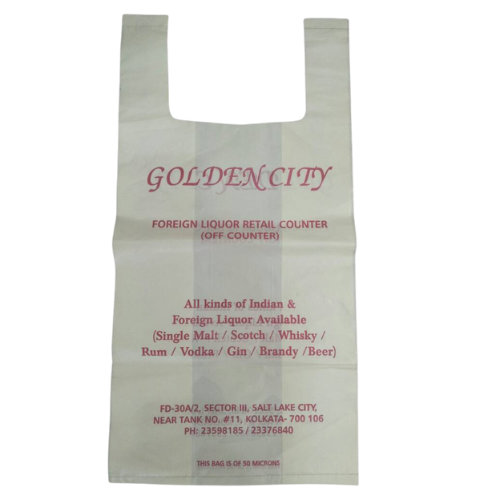 GOLDEN CITY
FOREIGN LIQUOR RETAIL COUNTER
(OFF COUNTER)
All kinds of Indian &
Foreign Liquor Available
(Single Malt / Scotch / Whisky /
Rum / Vodka / Gin / Brandy /Beer)
FD-30A/2, SECTOR III, SALT LAKE CITY,
NEAR TANK NO. #11, KOLKATA- 700 106
PH: 23598185 / 23376840
THIS BAG IS OF 50 MICRONS